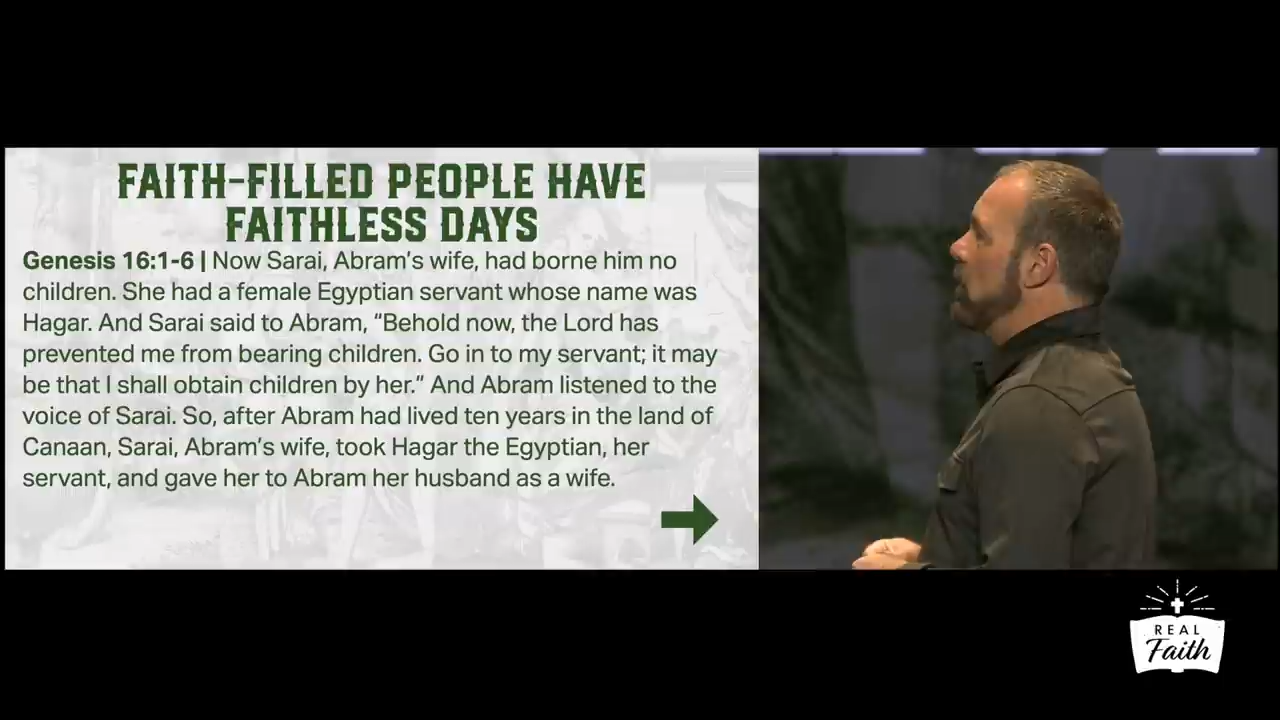 FAITH-FILLED PEOPLE HAVE
FAITHLESS DAYS
Genesis 16:1-6 | Now Sarai, Abram’s wife, had borne him no
children. She had a female Egyptian servant whose name was
Hagar. And Sarai said to Abram, “Behold now, the Lord has
prevented me from bearing children. Go in to my servant; it may
be that I shall obtain children by her.” And Abram listened to the
voice of Sarai. So, after Abram had lived ten years in the land of
Canaan, Sarai, Abram’s wife, took Hagar the Egyptian, her
servant, and gave her to Abram her husband as a wife.
REAL
Faith